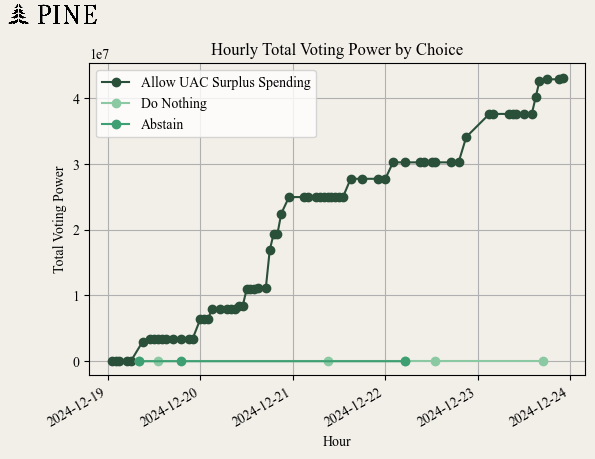 PINE
Hourly Total Voting Power by Choice
1e7
Allow UAC Surplus Spending
Do Nothing
Abstain
4
3
2
1
0
Total Voting Power
2024-12-19
2024-12-20
2024-12-21
2024-12-22
2024-12-23
2024-12-24
Hour